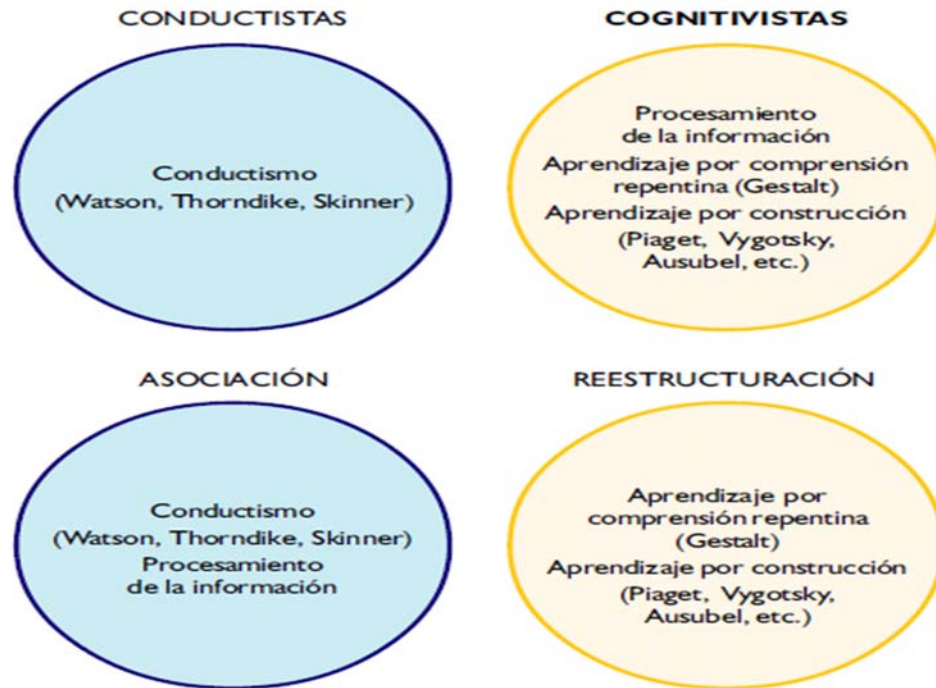 CONDUCTISTAS
Conductismo
(Watson, Thorndike, Skinner)
COGNITIVISTAS
Procesamiento
de la información
Aprendizaje por comprensión
repentina (Gestalt)
Aprendizaje por construcción
(Piaget, Vygotsky,
Ausubel, etc.)
ASOCIACIÓN
Conductismo
(Watson, Thorndike, Skinner)
Procesamiento
de la información
REESTRUCTURACIÓN
Aprendizaje por
comprensión repentina
(Gestalt)
Aprendizaje por construcción
(Piaget, Vygotsky,
Ausubel, etc.)